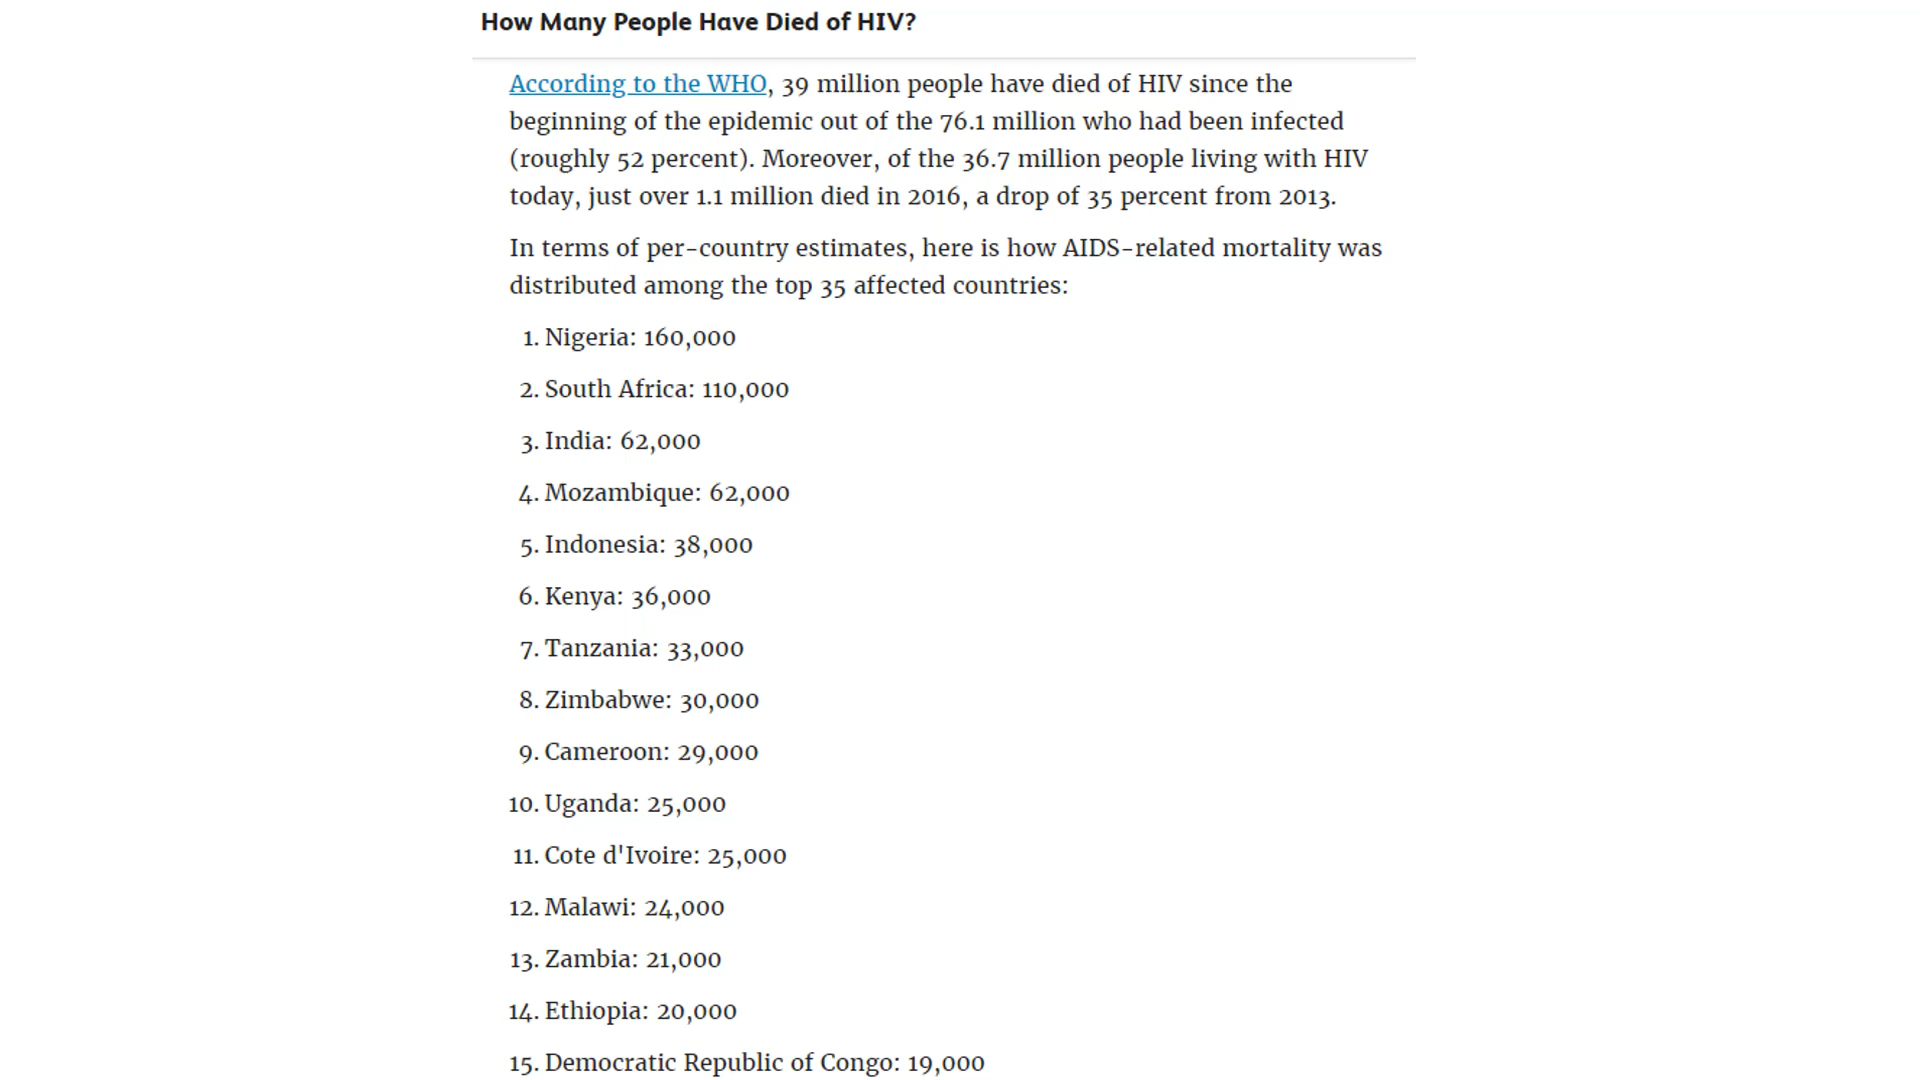 How Many People Have Died of HIV?
According to the WHO, 39 million people have died of HIV since the
beginning of the epidemic out of the 76.1 million who had been infected
(roughly 52 percent). Moreover, of the 36.7 million people living with HIV
today, just over 1.1 million died in 2016, a drop of 35 percent from 2013.
In terms of per-country estimates, here is how AIDS-related mortality was
distributed among the top 35 affected countries:
1. Nigeria: 160,000
2. South Africa: 110,000
3. India: 62,000
4. Mozambique: 62,000
5. Indonesia: 38,000
6. Kenya: 36,000
7. Tanzania: 33,000
8. Zimbabwe: 30,000
9. Cameroon: 29,000
10. Uganda: 25,000
11. Cote d'Ivoire: 25,000
12. Malawi: 24,000
13. Zambia: 21,000
14. Ethiopia: 20,000
15. Democratic Republic of Congo: 19,000